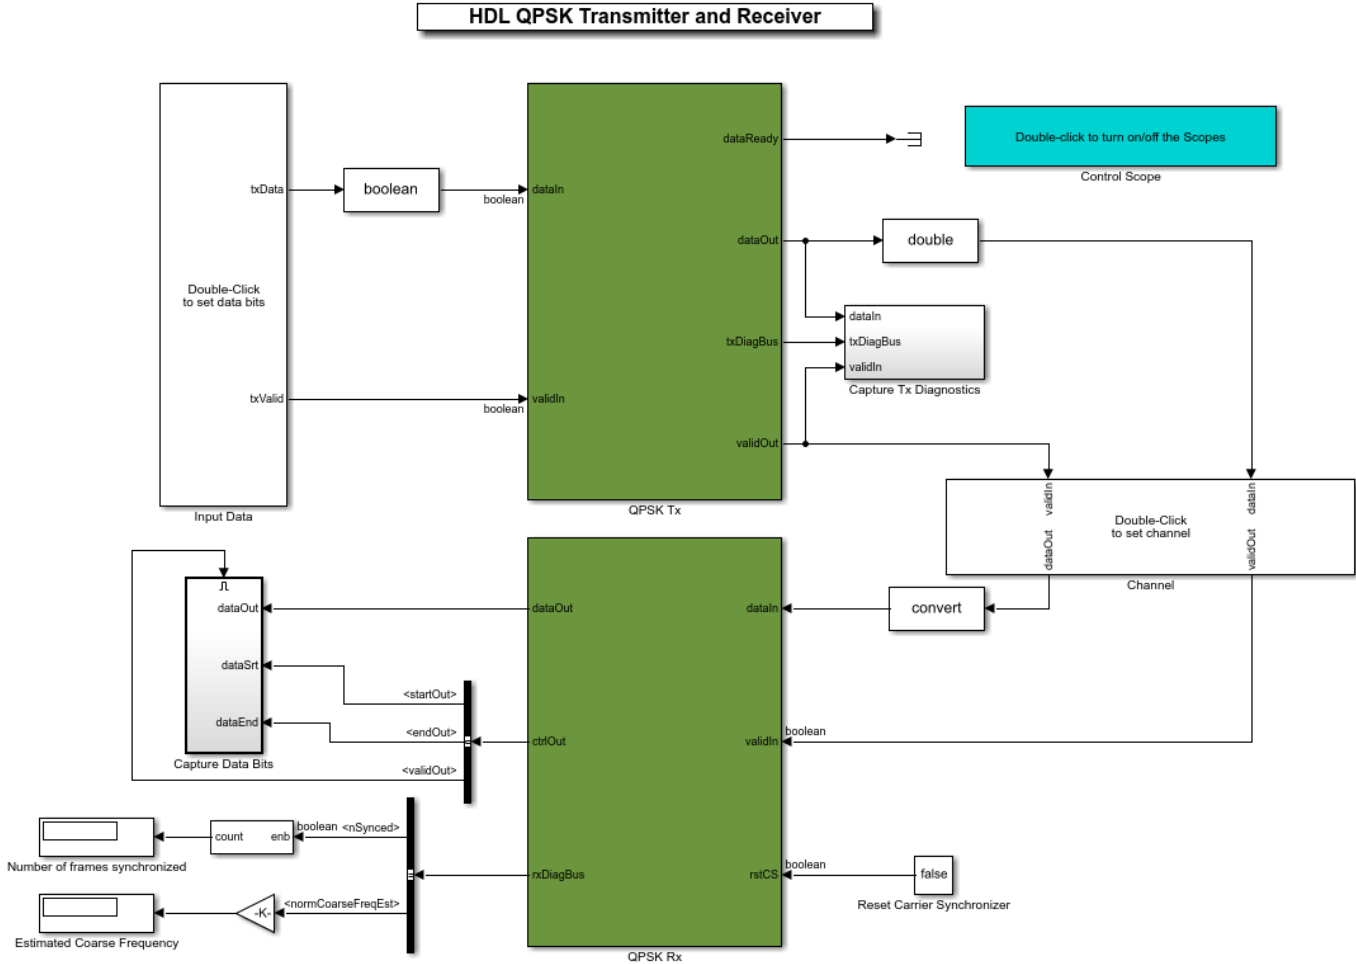 HDL QPSK Transmitter and Receiver
dataReady
Double-click to turn on/off the Scopes
Control Scope
txData
boolean
boolean
dataIn
dataOut
double
Double-Click
to set data bits
dataIn
txDiagBus
txDiagBus
validIn
Capture Tx Diagnostics
txValid
boolean
validIn
validOut
Input Data
QPSK Tx
validIn
dataIn
Double-Click
to set channel
dataOut
validOut
Channel
dataOut
dataOut
dataIn
convert
dataSrt
<startOut>
dataEnd
<endOut>
ctrlOut
validIn
boolean
Capture Data Bits
<validOut>
count
enb
boolean
<nSynced>
Number of frames synchronized
rxDiagBus
rstCS
boolean
false
Reset Carrier Synchronizer
-K-
<normCoarseFreqEst>
Estimated Coarse Frequency
QPSK Rx